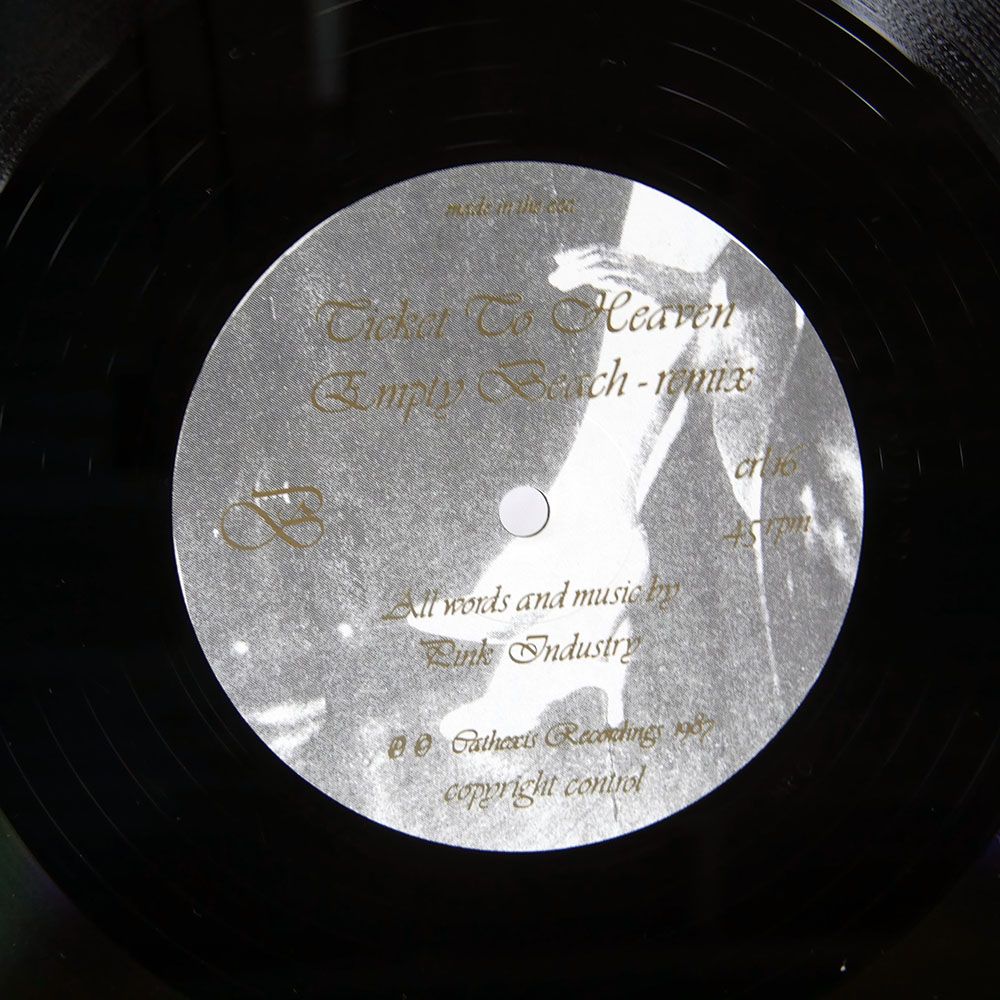 made in the eec
Ticket To Heaven
Empty Beach - remix
crl 16
B
45 rpm
All words and music by
Pink Industry
℗ © Cathexis Recordings 1987
copyright control